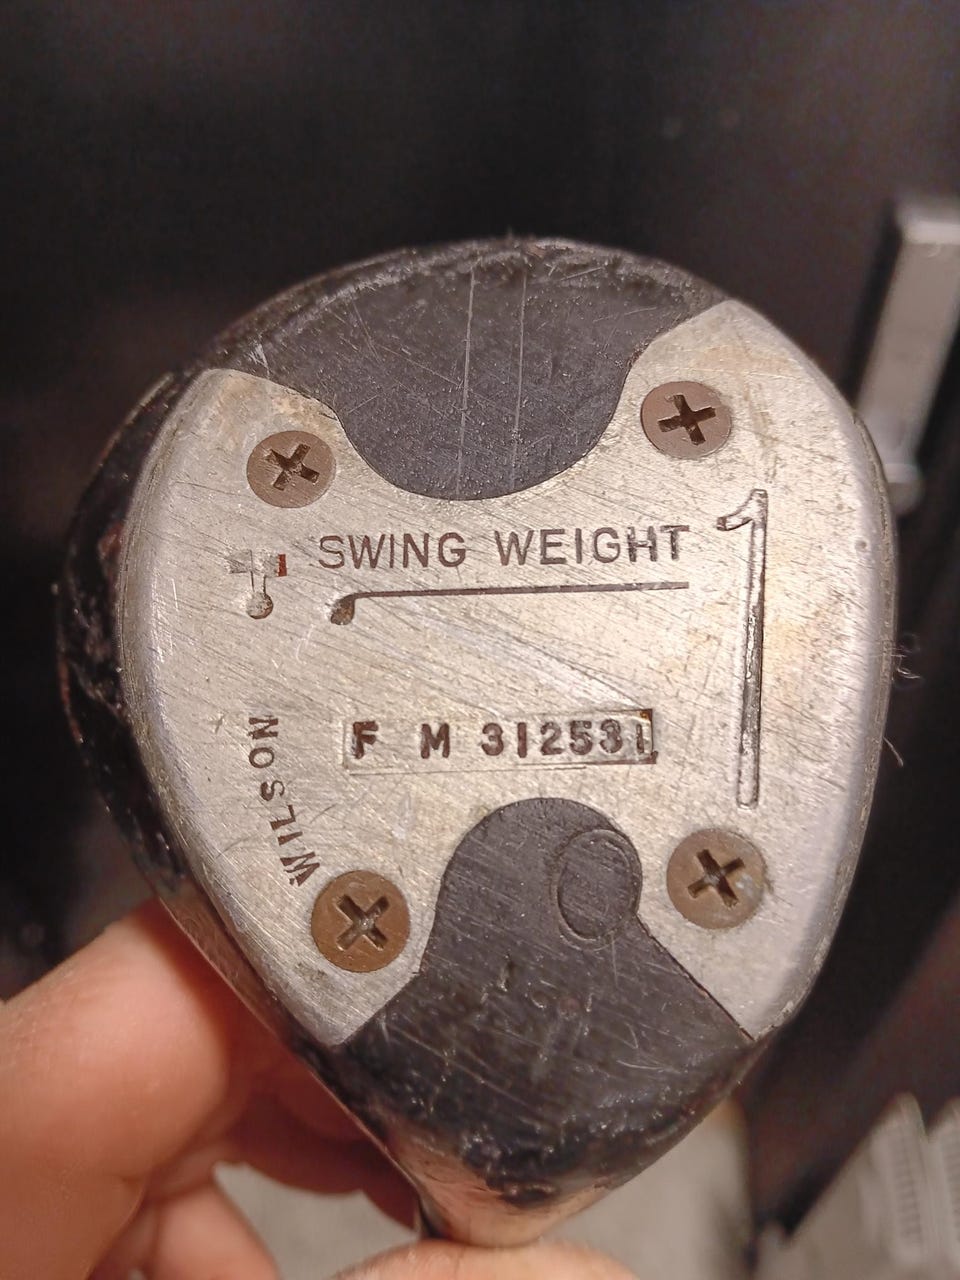 SWING WEIGHT 1
F M 312531
WILSON